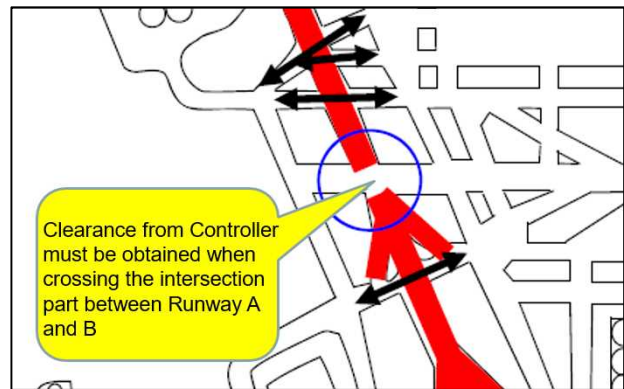 Clearance from Controller
must be obtained when
crossing the intersection
part between Runway A
and B